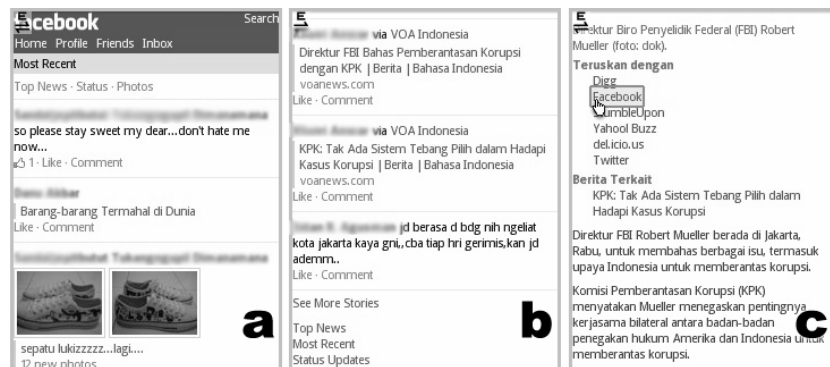 facebook
Search
Home Profile Friends Inbox
Most Recent
Top News · Status · Photos
so please stay sweet my dear...don't hate me
now...
1 · Like · Comment
Barang-barang Termahal di Dunia
Like · Comment
sepatu lukizzzzz...lagi....
12 new photos
a
via VOA Indonesia
Direktur FBI Bahas Pemberantasan Korupsi
dengan KPK | Berita | Bahasa Indonesia
voanews.com
Like · Comment
via VOA Indonesia
KPK: Tak Ada Sistem Tebang Pilih dalam Hadapi
Kasus Korupsi | Berita | Bahasa Indonesia
voanews.com
Like · Comment
jd berasa d bdg nih ngeliat
kota jakarta kaya gni,,cba tiap hri gerimis,kan jd
ademm..
Like · Comment
See More Stories
Top News
Most Recent
Status Updates
b
Direktur Biro Penyelidik Federal (FBI) Robert
Mueller (foto: dok).
Teruskan dengan
Digg
Facebook
StumbleUpon
Yahoo! Buzz
del.icio.us
Twitter
Berita Terkait
KPK: Tak Ada Sistem Tebang Pilih dalam
Hadapi Kasus Korupsi
Direktur FBI Robert Mueller berada di Jakarta,
Rabu, untuk membahas berbagai isu, termasuk
upaya Indonesia untuk memberantas korupsi.
Komisi Pemberantasan Korupsi (KPK)
menyatakan Mueller menegaskan pentingnya
kerjasama bilateral antara badan-badan
penegakan hukum Amerika dan Indonesia untuk
memberantas korupsi.
c